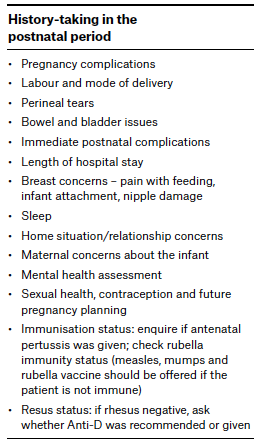 History-taking in the
postnatal period
• Pregnancy complications
• Labour and mode of delivery
• Perineal tears
• Bowel and bladder issues
• Immediate postnatal complications
• Length of hospital stay
• Breast concerns – pain with feeding,
infant attachment, nipple damage
• Sleep
• Home situation/relationship concerns
• Maternal concerns about the infant
• Mental health assessment
• Sexual health, contraception and future
pregnancy planning
• Immunisation status: enquire if antenatal
pertussis was given; check rubella
immunity status (measles, mumps and
rubella vaccine should be offered if the
patient is not immune)
• Resus status: if rhesus negative, ask
whether Anti-D was recommended or given